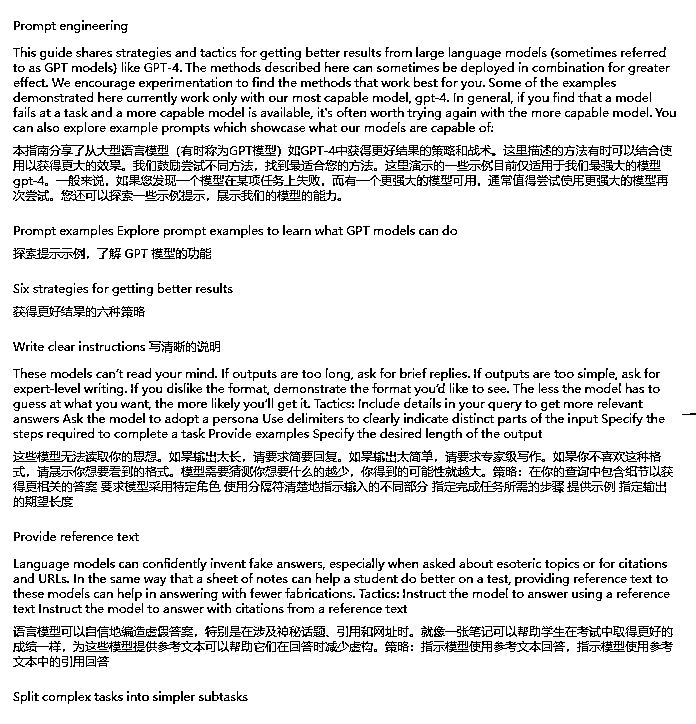 Prompt engineering
This guide shares strategies and tactics for getting better results from large language models (sometimes referred
to as GPT models) like GPT-4. The methods described here can sometimes be deployed in combination for greater
effect. We encourage experimentation to find the methods that work best for you. Some of the examples
demonstrated here currently work only with our most capable model, gpt-4. In general, if you find that a model
fails at a task and a more capable model is available, it's often worth trying again with the more capable model. You
can also explore example prompts which showcase what our models are capable of:
本指南分享了从大型语言模型（有时称为GPT模型）如GPT-4中获得更好结果的策略和战术。这里描述的方法有时可以结合使
用以获得更大的效果。我们鼓励尝试不同方法，找到最适合您的方法。这里演示的一些示例目前仅适用于我们最强大的模型
gpt-4。一般来说，如果您发现一个模型在某项任务上失败，而有一个更强大的模型可用，通常值得尝试使用更强大的模型再
次尝试。您还可以探索一些示例提示，展示我们的模型的能力。
Prompt examples Explore prompt examples to learn what GPT models can do
探索提示示例，了解 GPT 模型的功能
Six strategies for getting better results
获得更好结果的六种策略
Write clear instructions 写清晰的说明
These models can't read your mind. If outputs are too long, ask for brief replies. If outputs are too simple, ask for
expert-level writing. If you dislike the format, demonstrate the format you'd like to see. The less the model has to
guess at what you want, the more likely you'll get it. Tactics: Include details in your query to get more relevant
answers Ask the model to adopt a persona Use delimiters to clearly indicate distinct parts of the input Specify the
steps required to complete a task Provide examples Specify the desired length of the output
这些模型无法读取你的思想。如果输出太长，请要求简要回复。如果输出太简单，请要求专家级写作。如果你不喜欢这种格
式，请展示你想要看到的格式。模型需要猜测你想要什么的越少，你得到的可能性就越大。策略：在你的查询中包含细节以获
得更相关的答案 要求模型采用特定角色 使用分隔符清楚地指示输入的不同部分 指定完成任务所需的步骤 提供示例 指定输出
的期望长度
Provide reference text
Language models can confidently invent fake answers, especially when asked about esoteric topics or for citations
and URLs. In the same way that a sheet of notes can help a student do better on a test, providing reference text to
these models can help in answering with fewer fabrications. Tactics: Instruct the model to answer using a reference
text Instruct the model to answer with citations from a reference text
语言模型可以自信地编造虚假答案，特别是在涉及神秘话题、引用和网址时。就像一张笔记可以帮助学生在考试中取得更好的
成绩一样，为这些模型提供参考文本可以帮助它们在回答时减少虚构。策略：指示模型使用参考文本回答，指示模型使用参考
文本中的引用回答
Split complex tasks into simpler subtasks